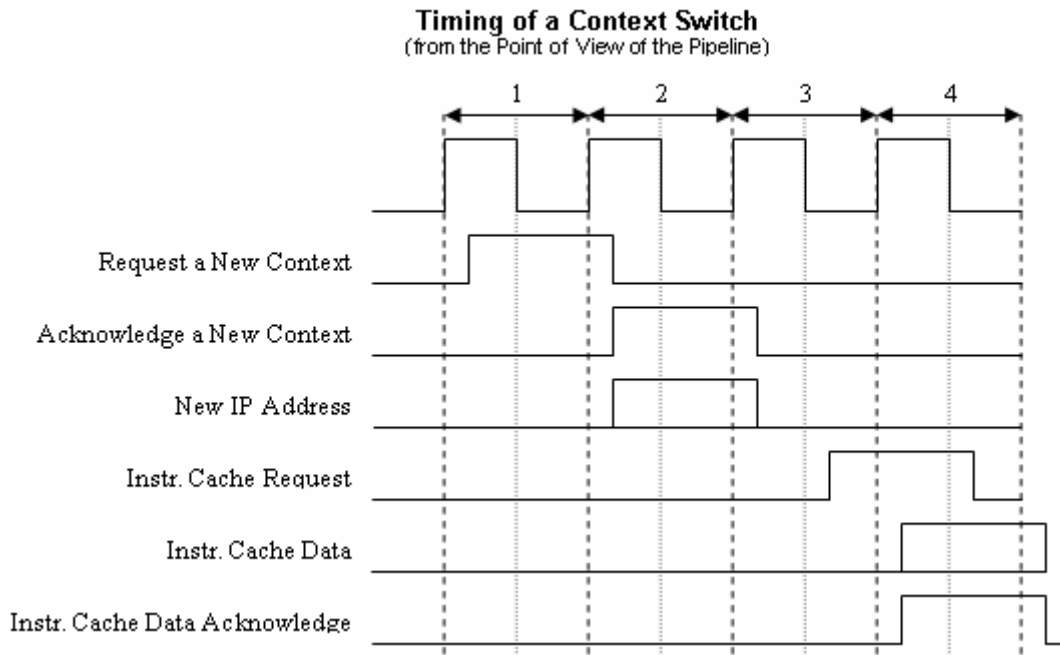 Timing of a Context Switch
(from the Point of View of the Pipeline)
1 2 3 4
Request a New Context
Acknowledge a New Context
New IP Address
Instr. Cache Request
Instr. Cache Data
Instr. Cache Data Acknowledge